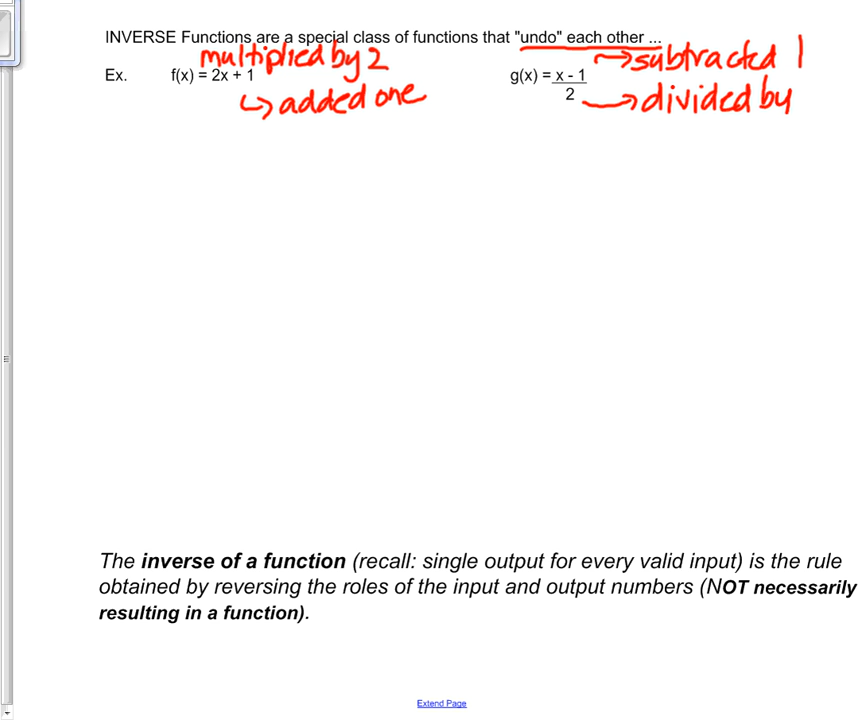 INVERSE Functions are a special class of functions that "undo" each other ...
multiplied by 2
subtracted 1
Ex. f(x) = 2x + 1 g(x) = x - 1
2
added one
divided by
The inverse of a function (recall: single output for every valid input) is the rule
obtained by reversing the roles of the input and output numbers (NOT necessarily
resulting in a function).
Extend Page